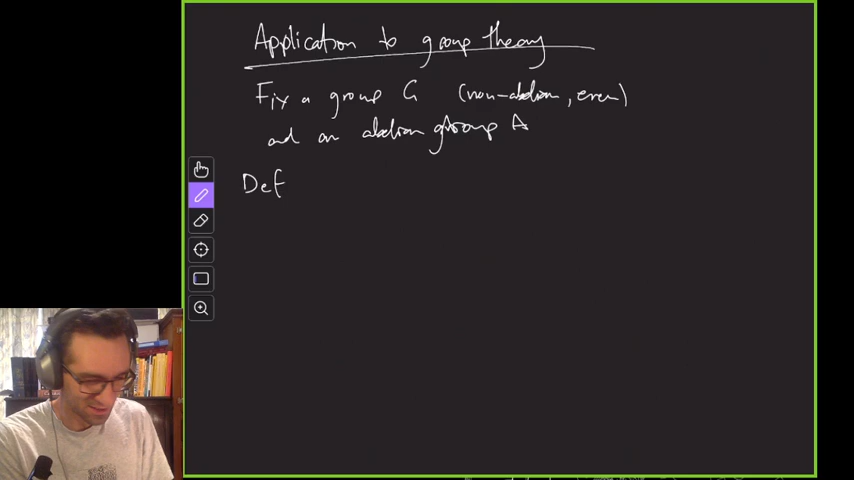 Application to group theory
Fix a group G (non-abelian, even)
and an abelian group A
Def